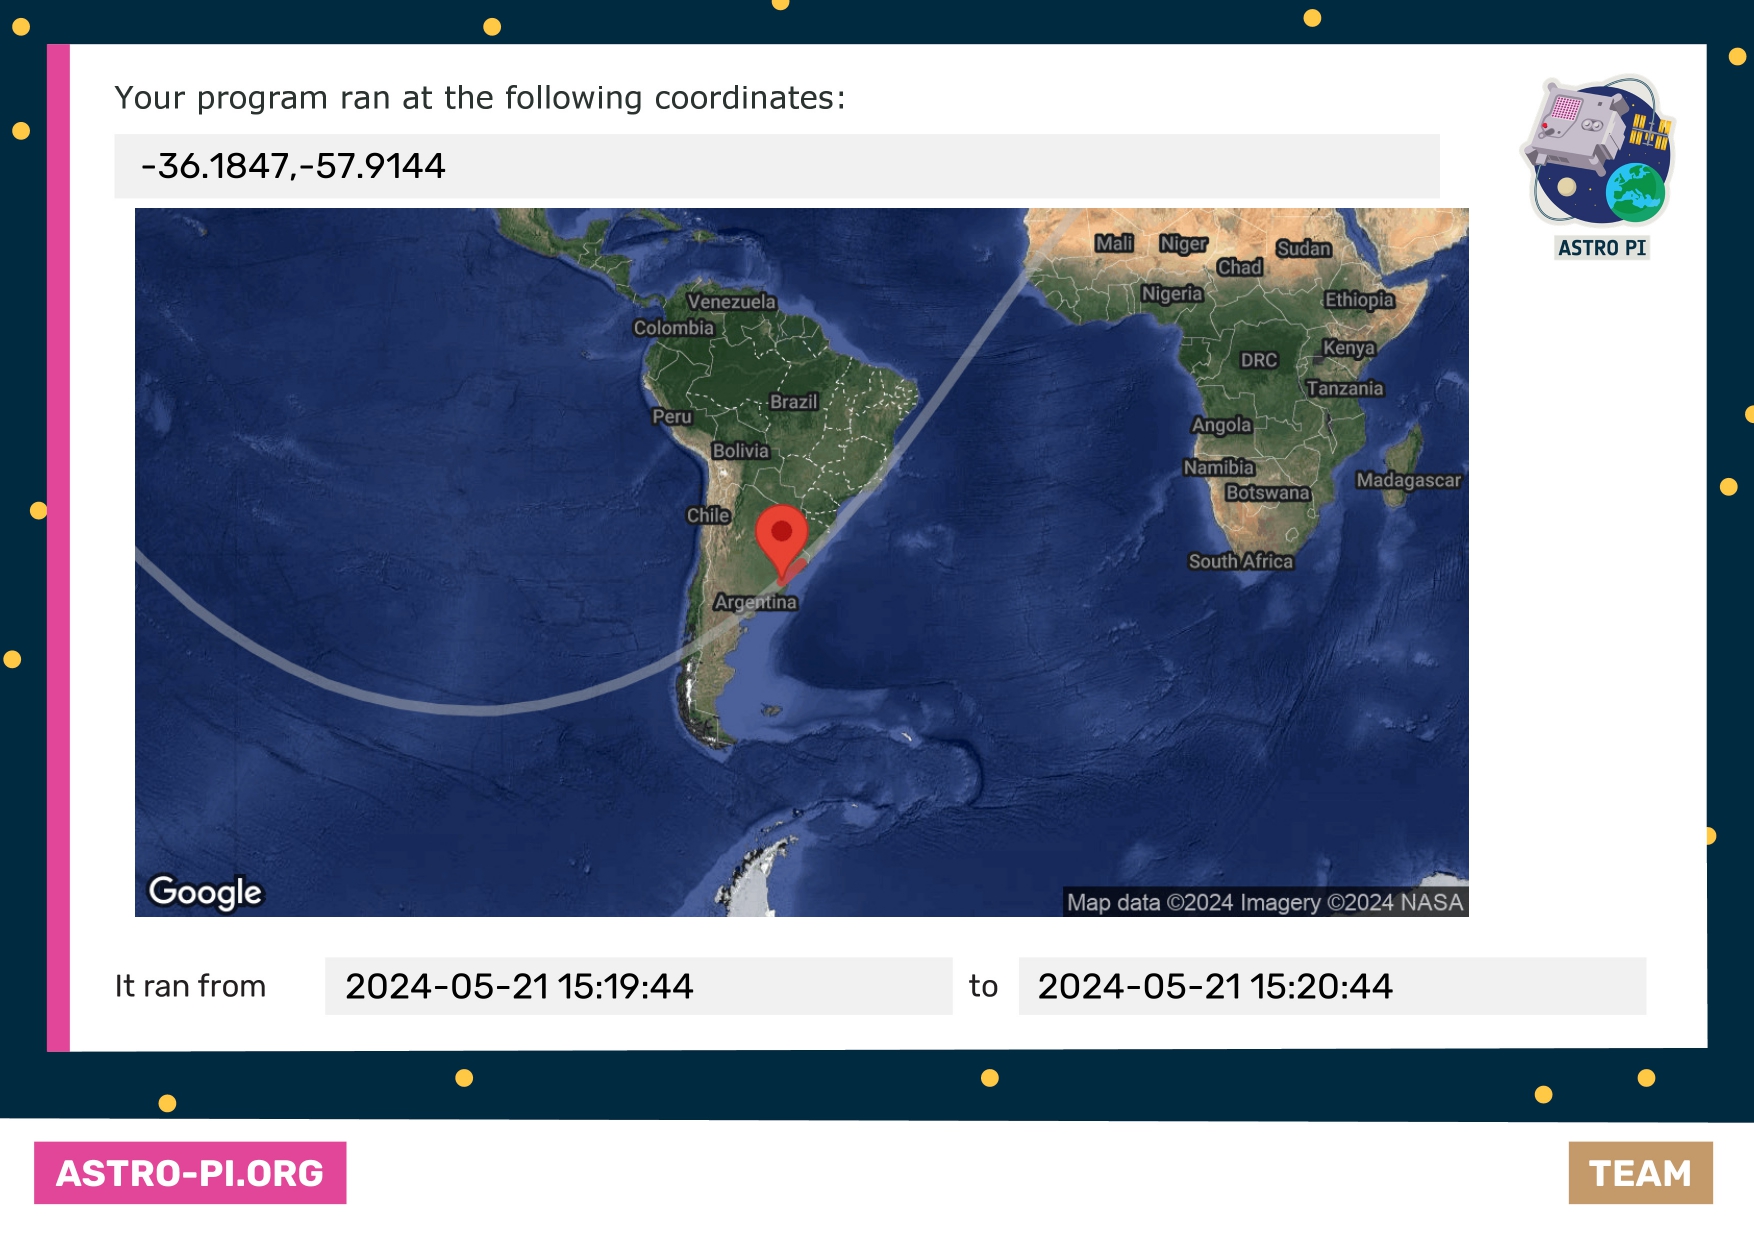 Your program ran at the following coordinates:
-36.1847,-57.9144
ASTRO PI
Mali
Niger
Sudan
Chad
Venezuela
Nigeria
Ethiopia
Colombia
Kenya
DRC
Tanzania
Brazil
Peru
Angola
Bolivia
Namibia
Madagascar
Botswana
Chile
South Africa
Argentina
Google
Map data ©2024 Imagery ©2024 NASA
It ran from 2024-05-21 15:19:44 to 2024-05-21 15:20:44
ASTRO-PI.ORG
TEAM